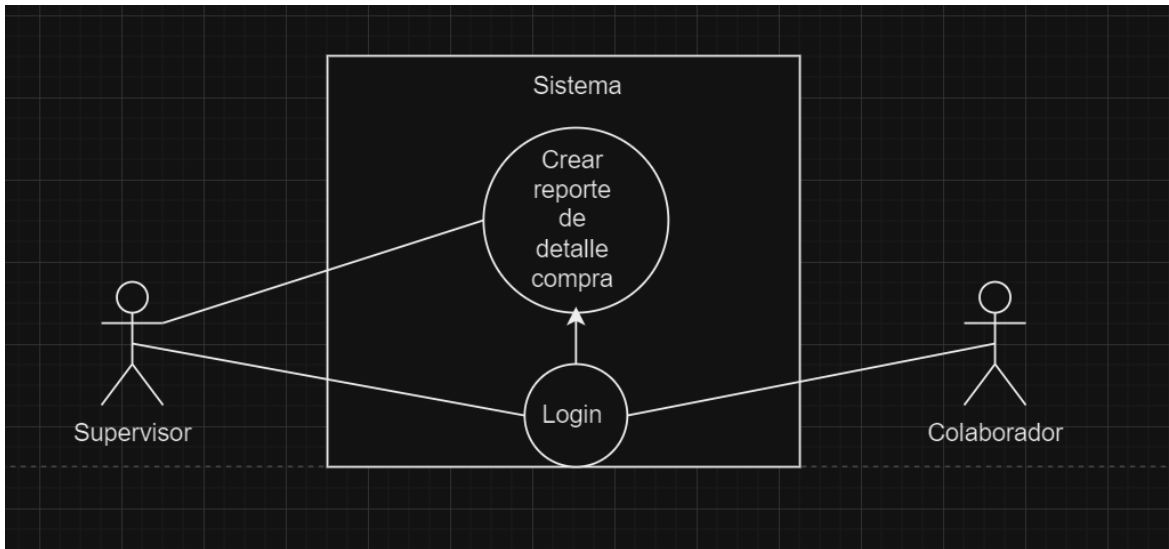 Sistema
Crear
reporte
de
detalle
compra
Login
Supervisor
Colaborador